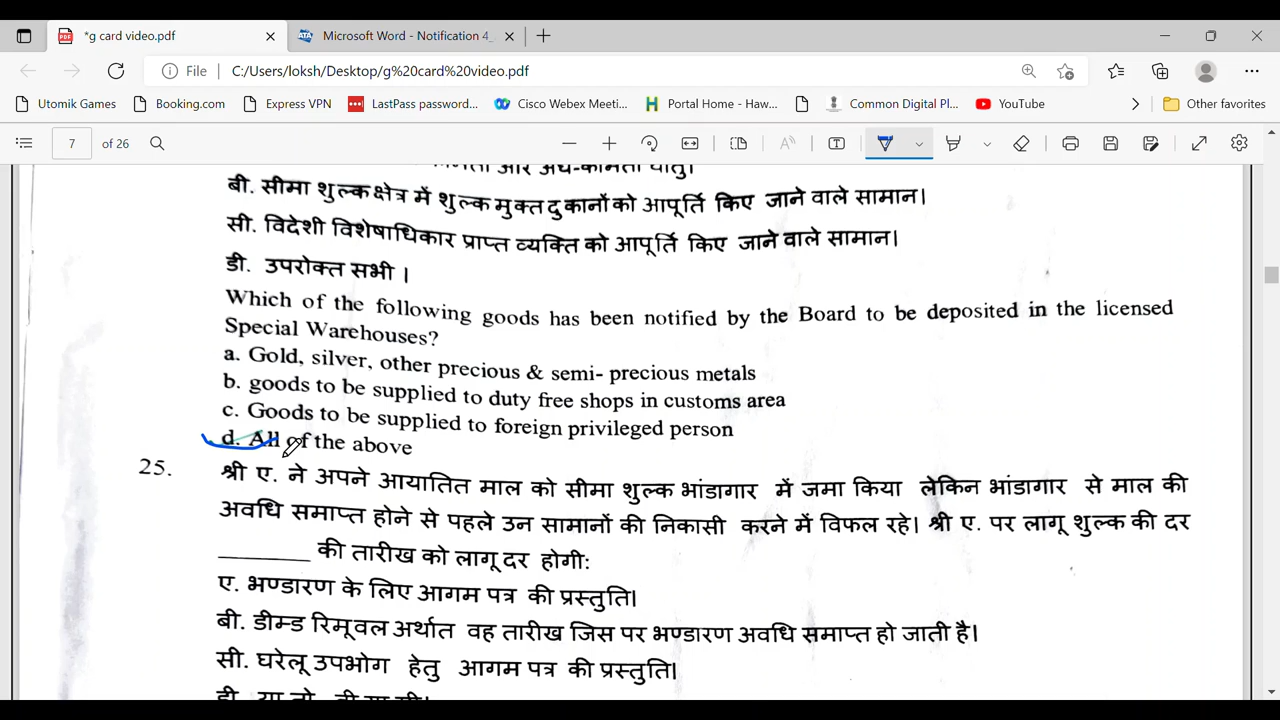 *g card video.pdf
Microsoft Word - Notification 4_
File
C:/Users/loksh/Desktop/g%20card%20video.pdf
Utomik Games
Booking.com
Express VPN
LastPass password...
Cisco Webex Meeti...
Portal Home - Haw...
Common Digital Pl...
YouTube
Other favorites
7 of 26
बी. सीमा शुल्क क्षेत्र में शुल्क मुक्त दुकानों को आपूर्ति किए जाने वाले सामान।
सी. विदेशी विशेषाधिकार प्राप्त व्यक्ति को आपूर्ति किए जाने वाले सामान।
डी. उपरोक्त सभी ।
Which of the following goods has been notified by the Board to be deposited in the licensed
Special Warehouses?
a. Gold, silver, other precious & semi- precious metals
b. goods to be supplied to duty free shops in customs area
c. Goods to be supplied to foreign privileged person
d. All of the above
25. श्री ए. ने अपने आयातित माल को सीमा शुल्क भांडागार में जमा किया लेकिन भांडागार से माल की
अवधि समाप्त होने से पहले उन सामानों की निकासी करने में विफल रहे। श्री ए. पर लागू शुल्क की दर
________ की तारीख को लागू दर होगी:
ए. भण्डारण के लिए आगम पत्र की प्रस्तुति।
बी. डीम्ड रिमूवल अर्थात वह तारीख जिस पर भण्डारण अवधि समाप्त हो जाती है।
सी. घरेलू उपभोग हेतु आगम पत्र की प्रस्तुति।